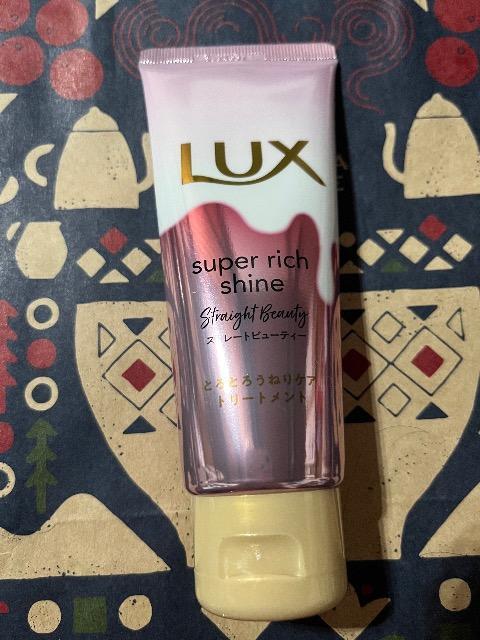 LUX
super rich
shine
Straight Beauty
ストレートビューティー
とろとろうねりケア
トリートメント